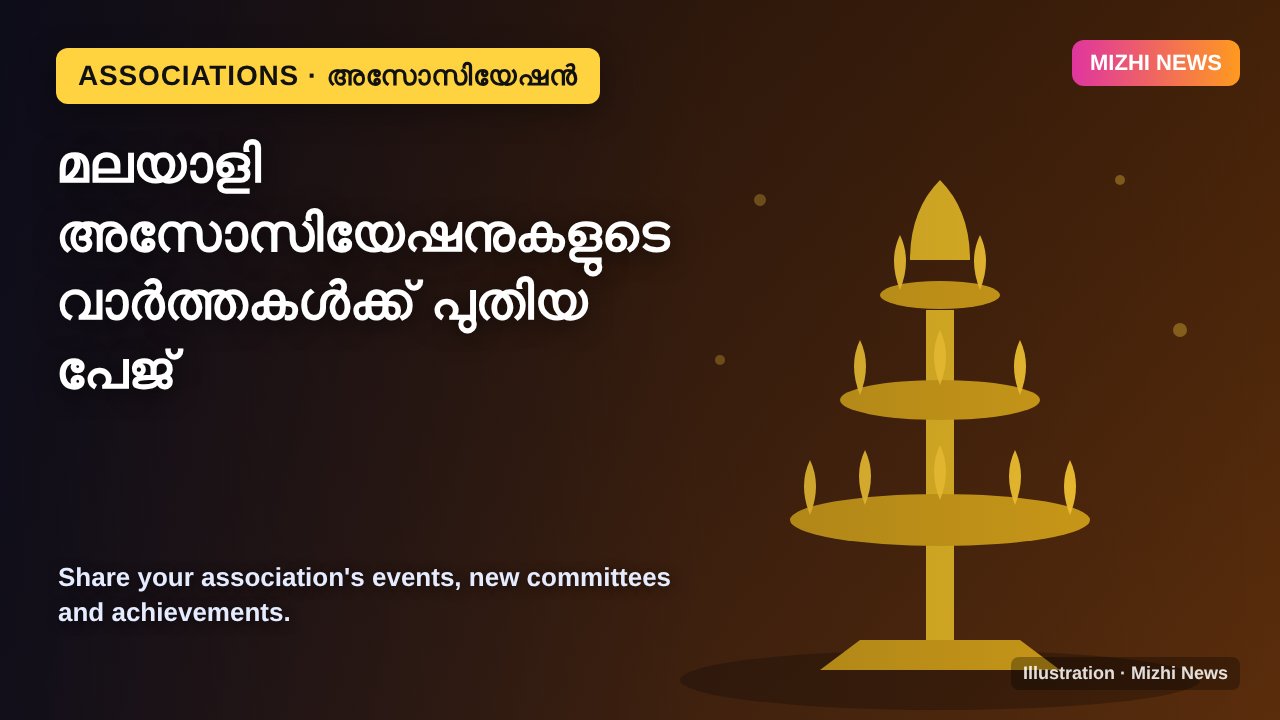 ASSOCIATIONS · അസോസിയേഷൻ
MIZHI NEWS
മലയാളി
അസോസിയേഷനുകളുടെ
വാർത്തകൾക്ക് പുതിയ
പേജ്
Share your association's events, new committees
and achievements.
Illustration · Mizhi News